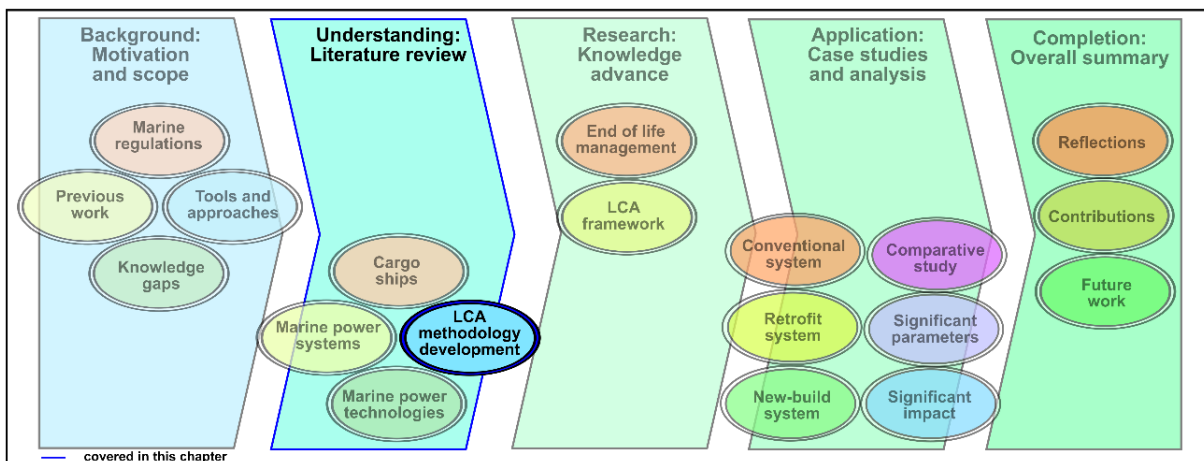 Background:
Motivation
and scope
Marine
regulations
Previous
work
Tools and
approaches
Knowledge
gaps
Understanding:
Literature review
Cargo
ships
Marine power
systems
LCA
methodology
development
Marine power
technologies
Research:
Knowledge
advance
End of life
management
LCA
framework
Application:
Case studies
and analysis
Conventional
system
Comparative
study
Retrofit
system
Significant
parameters
New-build
system
Significant
impact
Completion:
Overall summary
Reflections
Contributions
Future
work
covered in this chapter